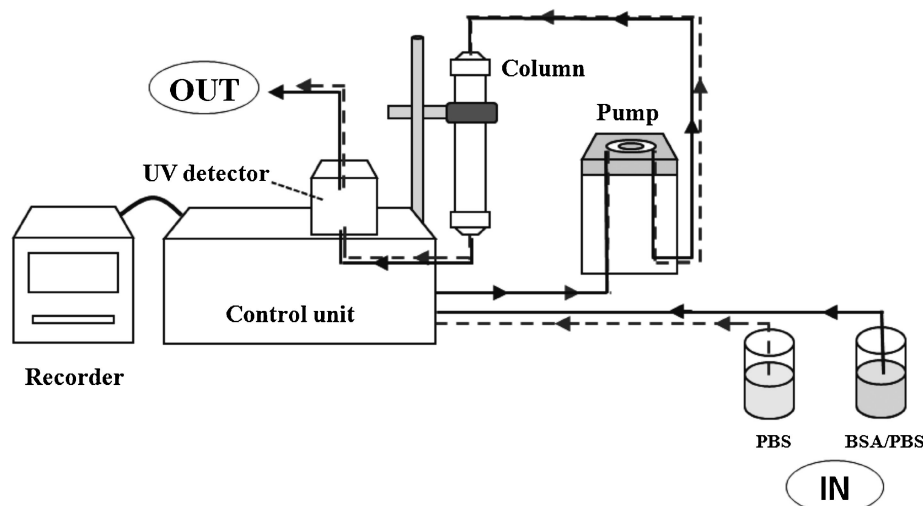 Column
OUT
Pump
UV detector
Control unit
Recorder
PBS
BSA/PBS
IN